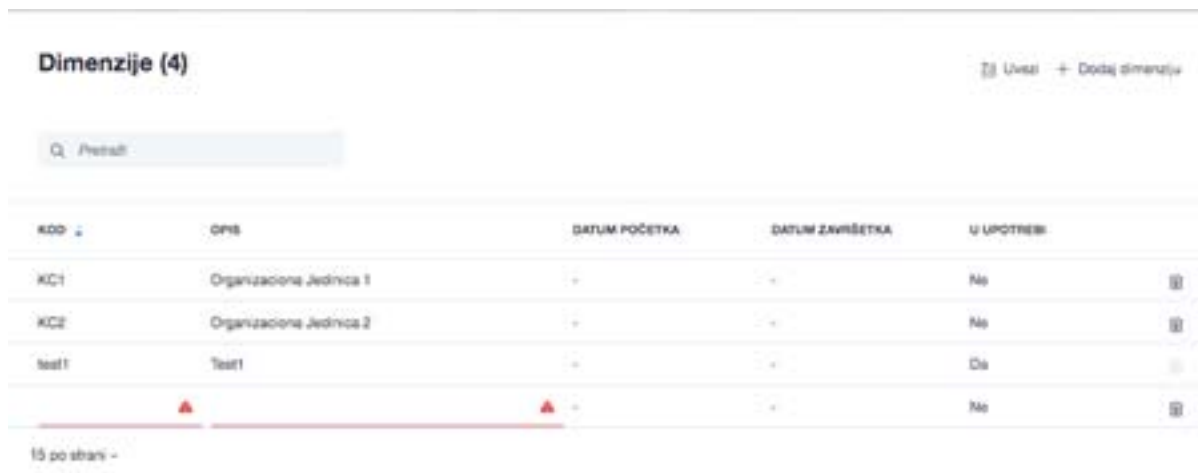 Dimenzije (4)
Uvezi + Dodaj dimenziju
Pretraži
KOD OPIS DATUM POČETKA DATUM ZAVRŠETKA U UPOTREBI
KC1 Organizaciona Jedinica 1 - - Ne
KC2 Organizaciona Jedinica 2 - - Ne
test1 Test1 - - Da
- - Ne
15 po strani